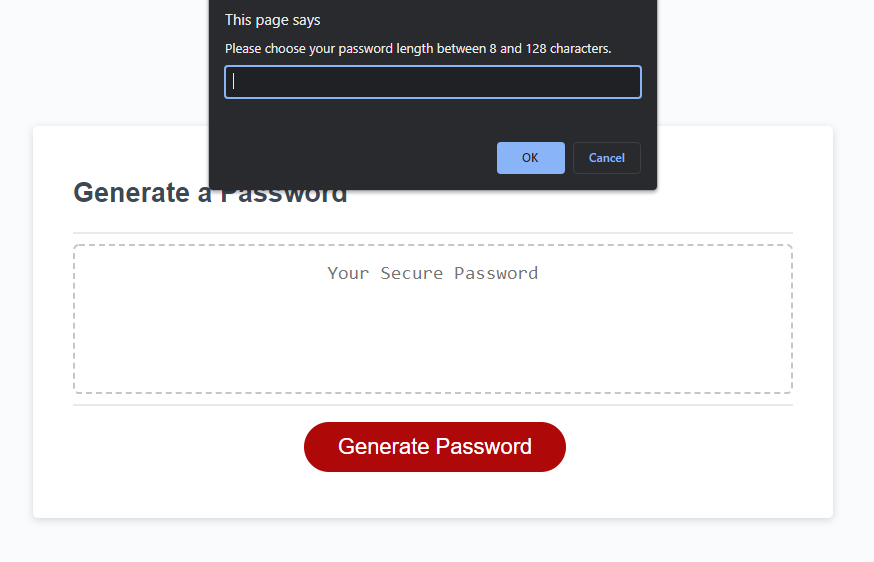 This page says
Please choose your password length between 8 and 128 characters.
OK
Cancel
Generate a Password
Your Secure Password
Generate Password